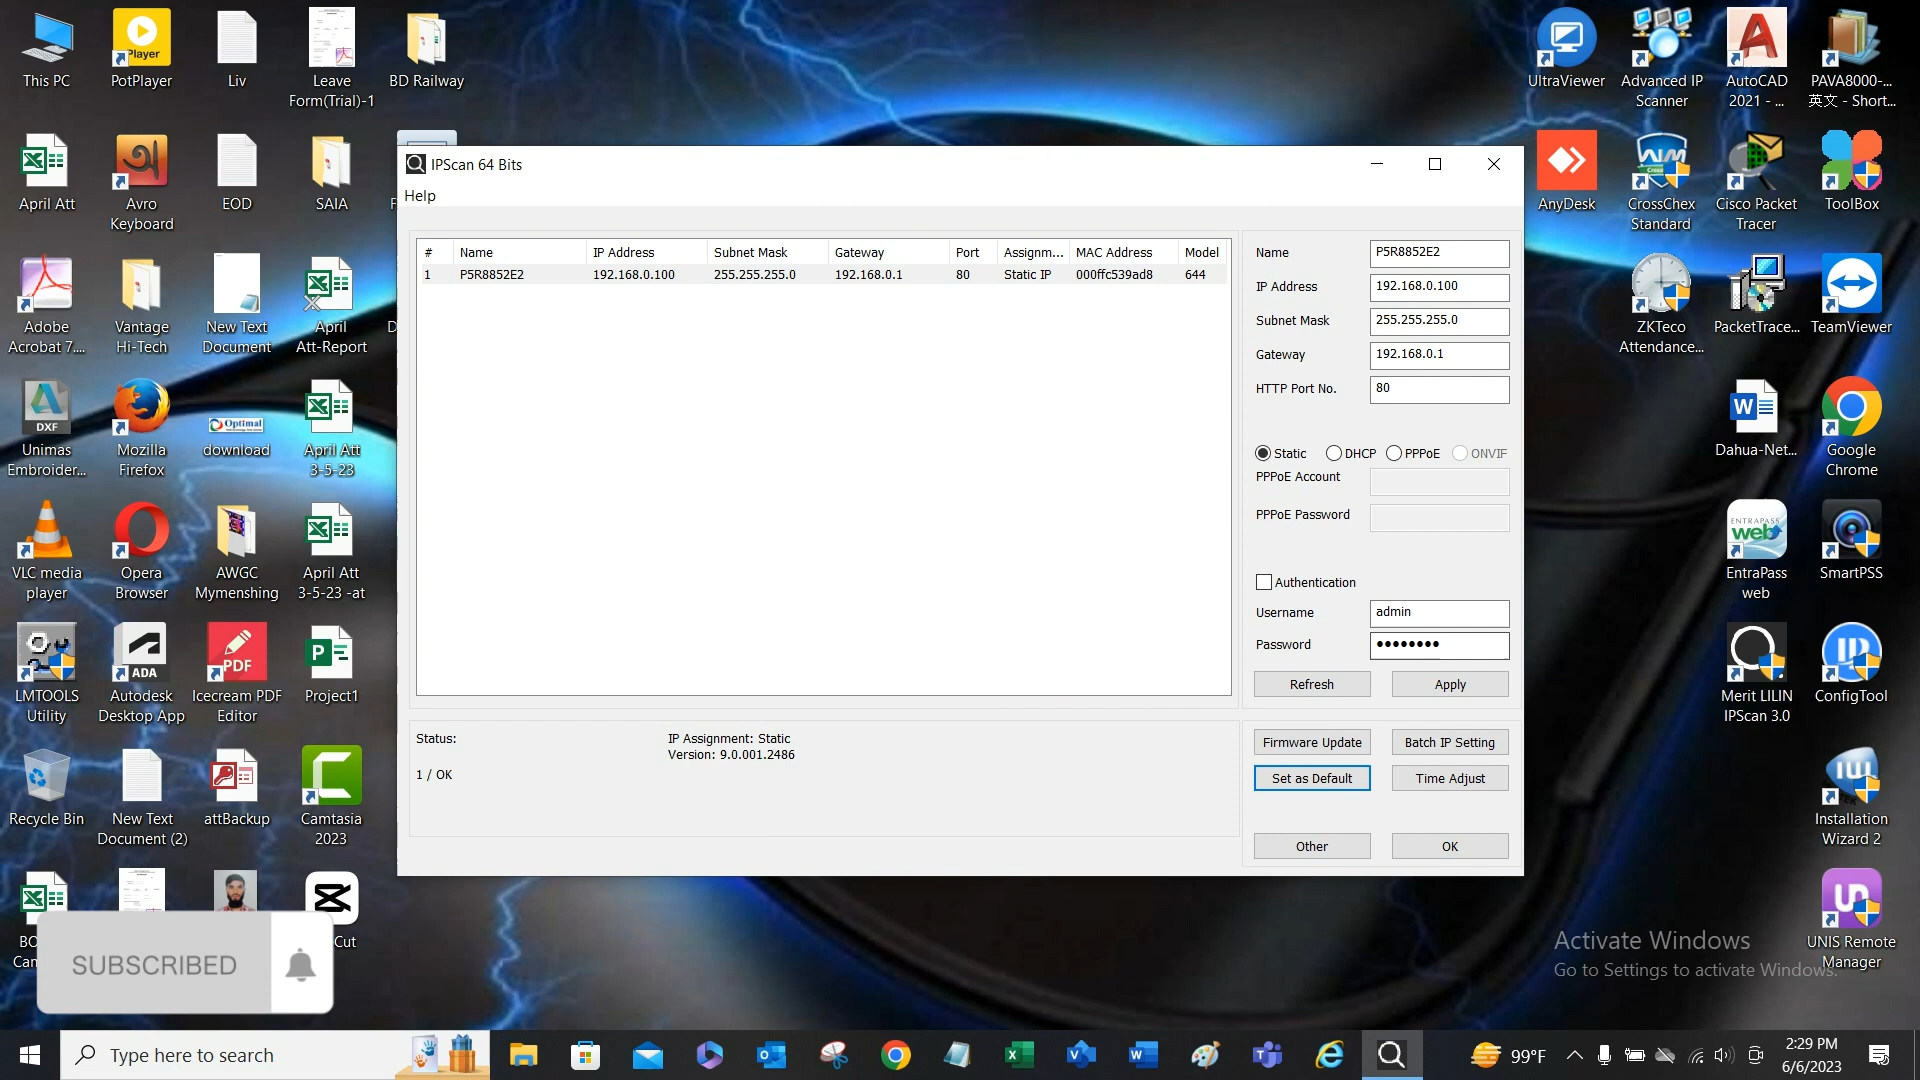 This PC
PotPlayer
Liv
Leave
Form(Trial)-1
BD Railway
UltraViewer
Advanced IP
Scanner
AutoCAD
2021 - ...
PAVA8000-...
英文 - Short...
April Att
Avro
Keyboard
EOD
SAIA
AnyDesk
CrossChex
Standard
Cisco Packet
Tracer
ToolBox
Adobe
Acrobat 7....
Vantage
Hi-Tech
New Text
Document
April
Att-Report
ZKTeco
Attendance...
PacketTrace...
TeamViewer
Unimas
Embroider...
Mozilla
Firefox
Optimal
download
April Att
3-5-23
Dahua-Net...
Google
Chrome
VLC media
player
Opera
Browser
AWGC
Mymenshing
April Att
3-5-23 -at
EntraPass
web
SmartPSS
LMTOOLS
Utility
Autodesk
Desktop App
Icecream PDF
Editor
Project1
Merit LILIN
IPScan 3.0
ConfigTool
Recycle Bin
New Text
Document (2)
attBackup
Camtasia
2023
Installation
Wizard 2
UNIS Remote
Manager
IPScan 64 Bits
Help
# Name IP Address Subnet Mask Gateway Port Assignm... MAC Address Model
1 P5R8852E2 192.168.0.100 255.255.255.0 192.168.0.1 80 Static IP 000ffc539ad8 644
Name P5R8852E2
IP Address 192.168.0.100
Subnet Mask 255.255.255.0
Gateway 192.168.0.1
HTTP Port No. 80
Static DHCP PPPoE ONVIF
PPPoE Account
PPPoE Password
Authentication
Username admin
Password ●●●●●●●●
Refresh Apply
Firmware Update Batch IP Setting
Set as Default Time Adjust
Other OK
Status:
1 / OK
IP Assignment: Static
Version: 9.0.001.2486
SUBSCRIBED
Cut
Activate Windows
Go to Settings to activate Windows.
Type here to search
99°F
2:29 PM
6/6/2023